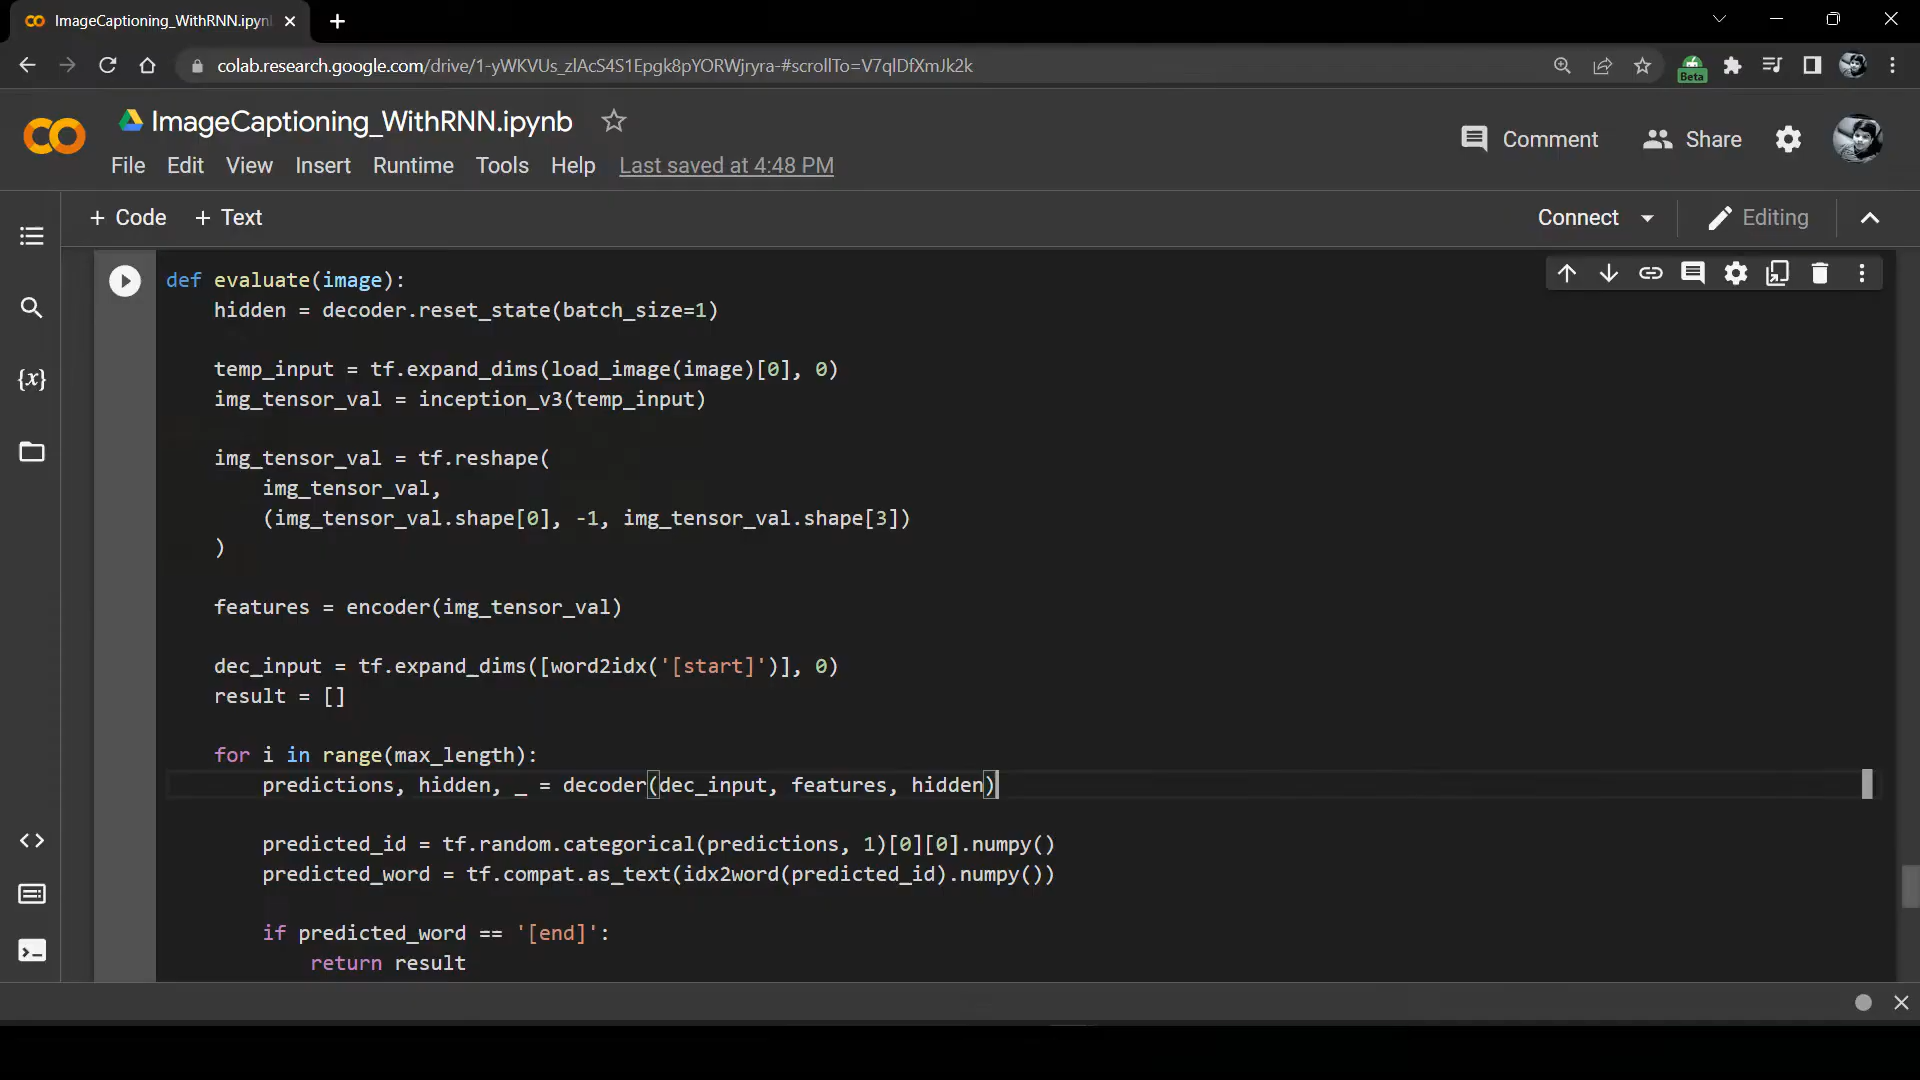 ImageCaptioning_WithRNN.ipyn
colab.research.google.com/drive/1-yWKVUs_zlAcS4S1Epgk8pYORWjryra-#scrollTo=V7qlDfXmJk2k
Beta
ImageCaptioning_WithRNN.ipynb
Comment
Share
File Edit View Insert Runtime Tools Help Last saved at 4:48 PM
+ Code + Text
Connect
Editing
def evaluate(image):
    hidden = decoder.reset_state(batch_size=1)
    temp_input = tf.expand_dims(load_image(image)[0], 0)
    img_tensor_val = inception_v3(temp_input)
    img_tensor_val = tf.reshape(
        img_tensor_val,
        (img_tensor_val.shape[0], -1, img_tensor_val.shape[3])
    )
    features = encoder(img_tensor_val)
    dec_input = tf.expand_dims([word2idx('[start]')], 0)
    result = []
    for i in range(max_length):
        predictions, hidden, _ = decoder(dec_input, features, hidden)
        predicted_id = tf.random.categorical(predictions, 1)[0][0].numpy()
        predicted_word = tf.compat.as_text(idx2word(predicted_id).numpy())
        if predicted_word == '[end]':
            return result
{x}